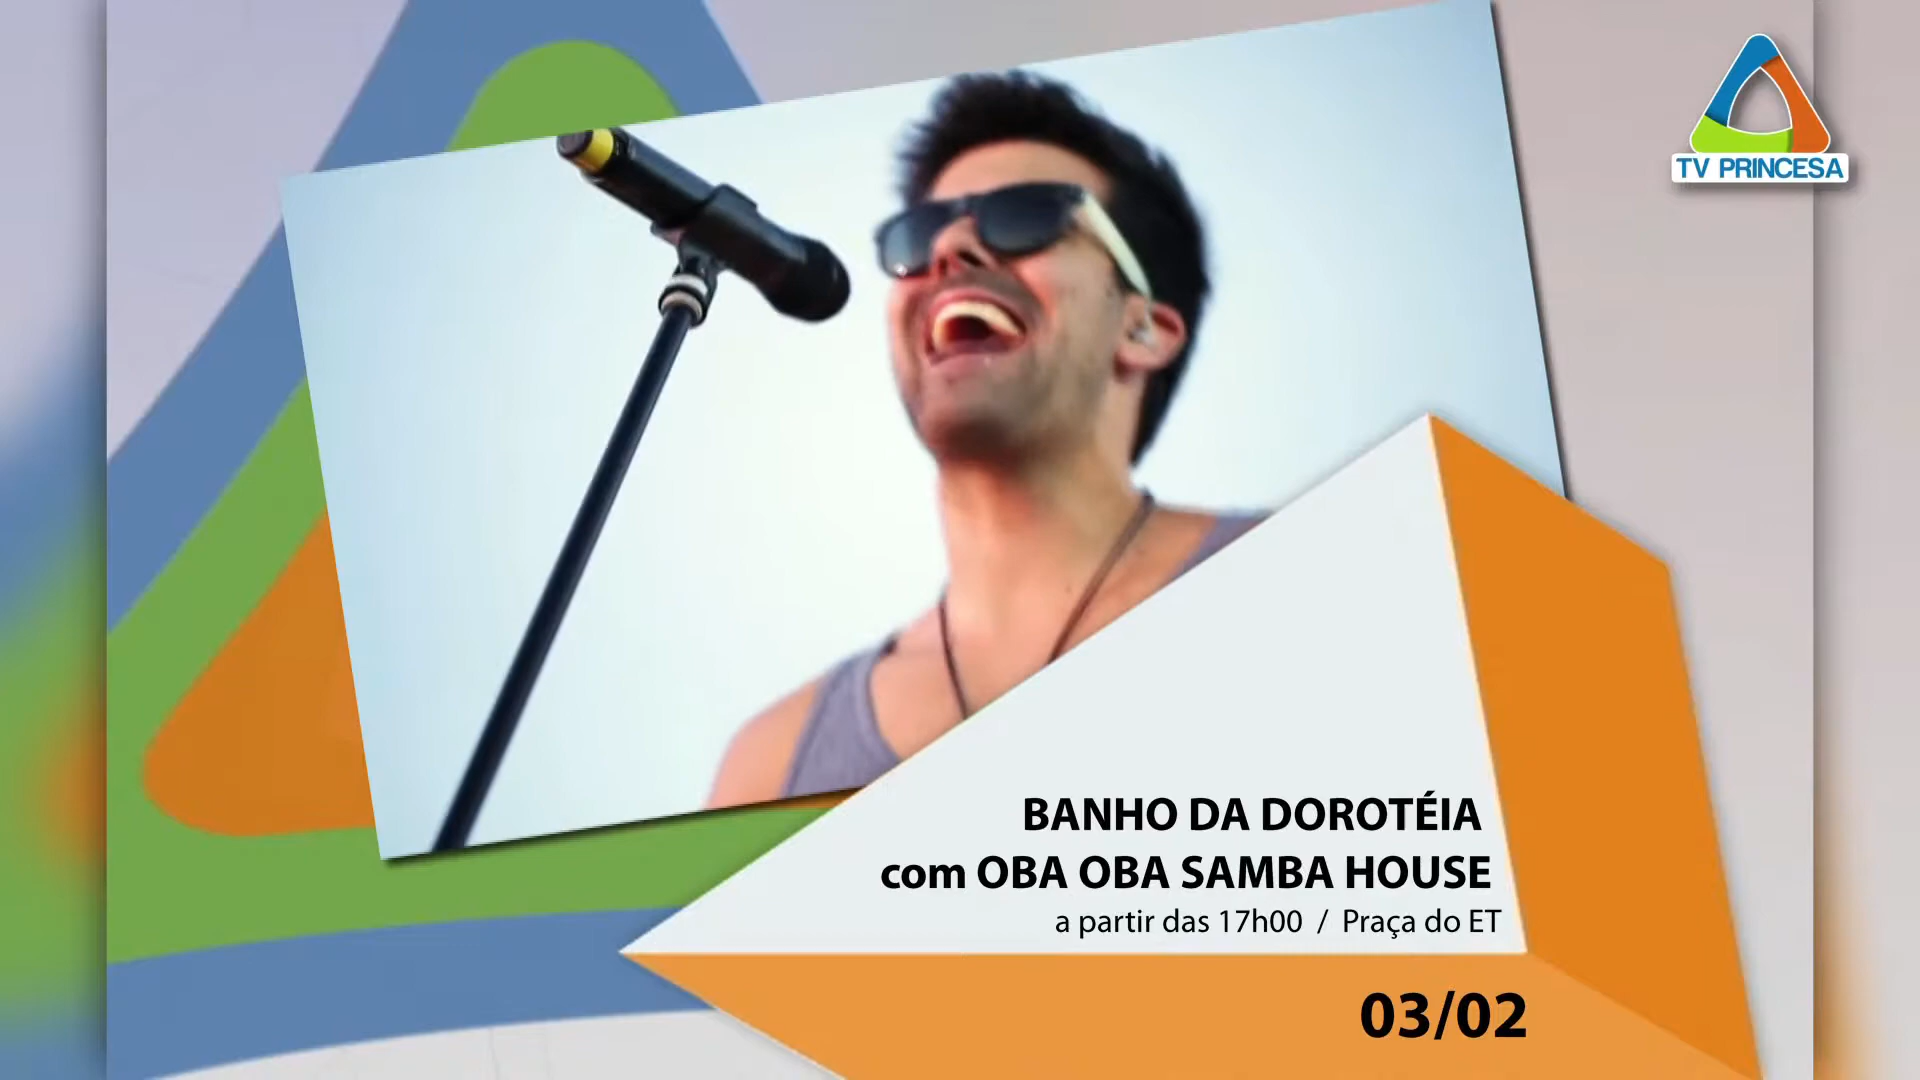 TV PRINCESA
BANHO DA DOROTÉIA
com OBA OBA SAMBA HOUSE
a partir das 17h00 / Praça do ET
03/02